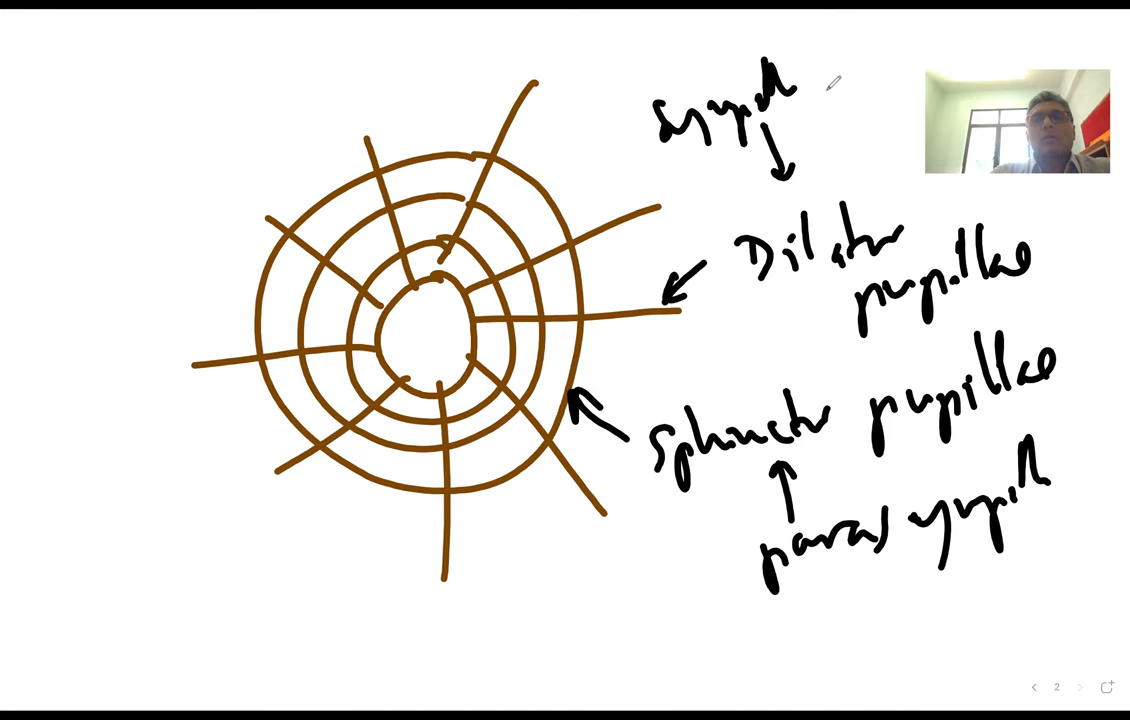 Sympth
Dilator
pupillae
Sphincter pupillae
parasympth
2